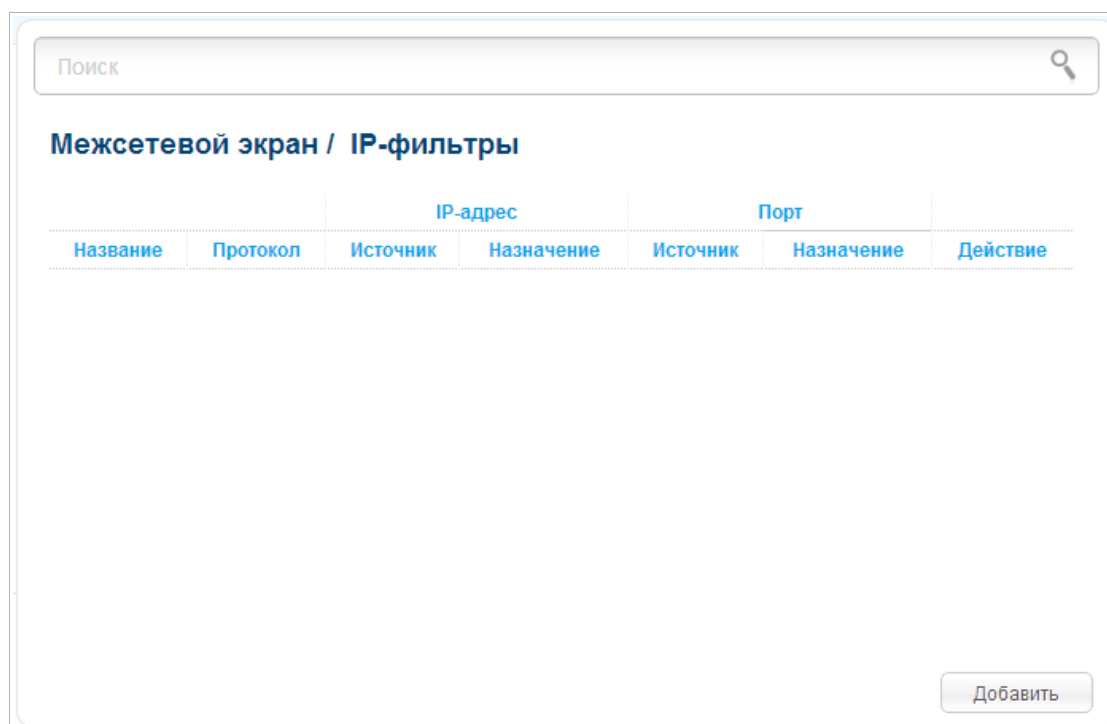 Поиск
Межсетевой экран / IP-фильтры
IP-адрес Порт
Название Протокол Источник Назначение Источник Назначение Действие
Добавить